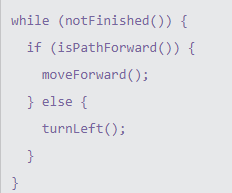 while (notFinished()) {
  if (isPathForward()) {
    moveForward();
  } else {
    turnLeft();
  }
}